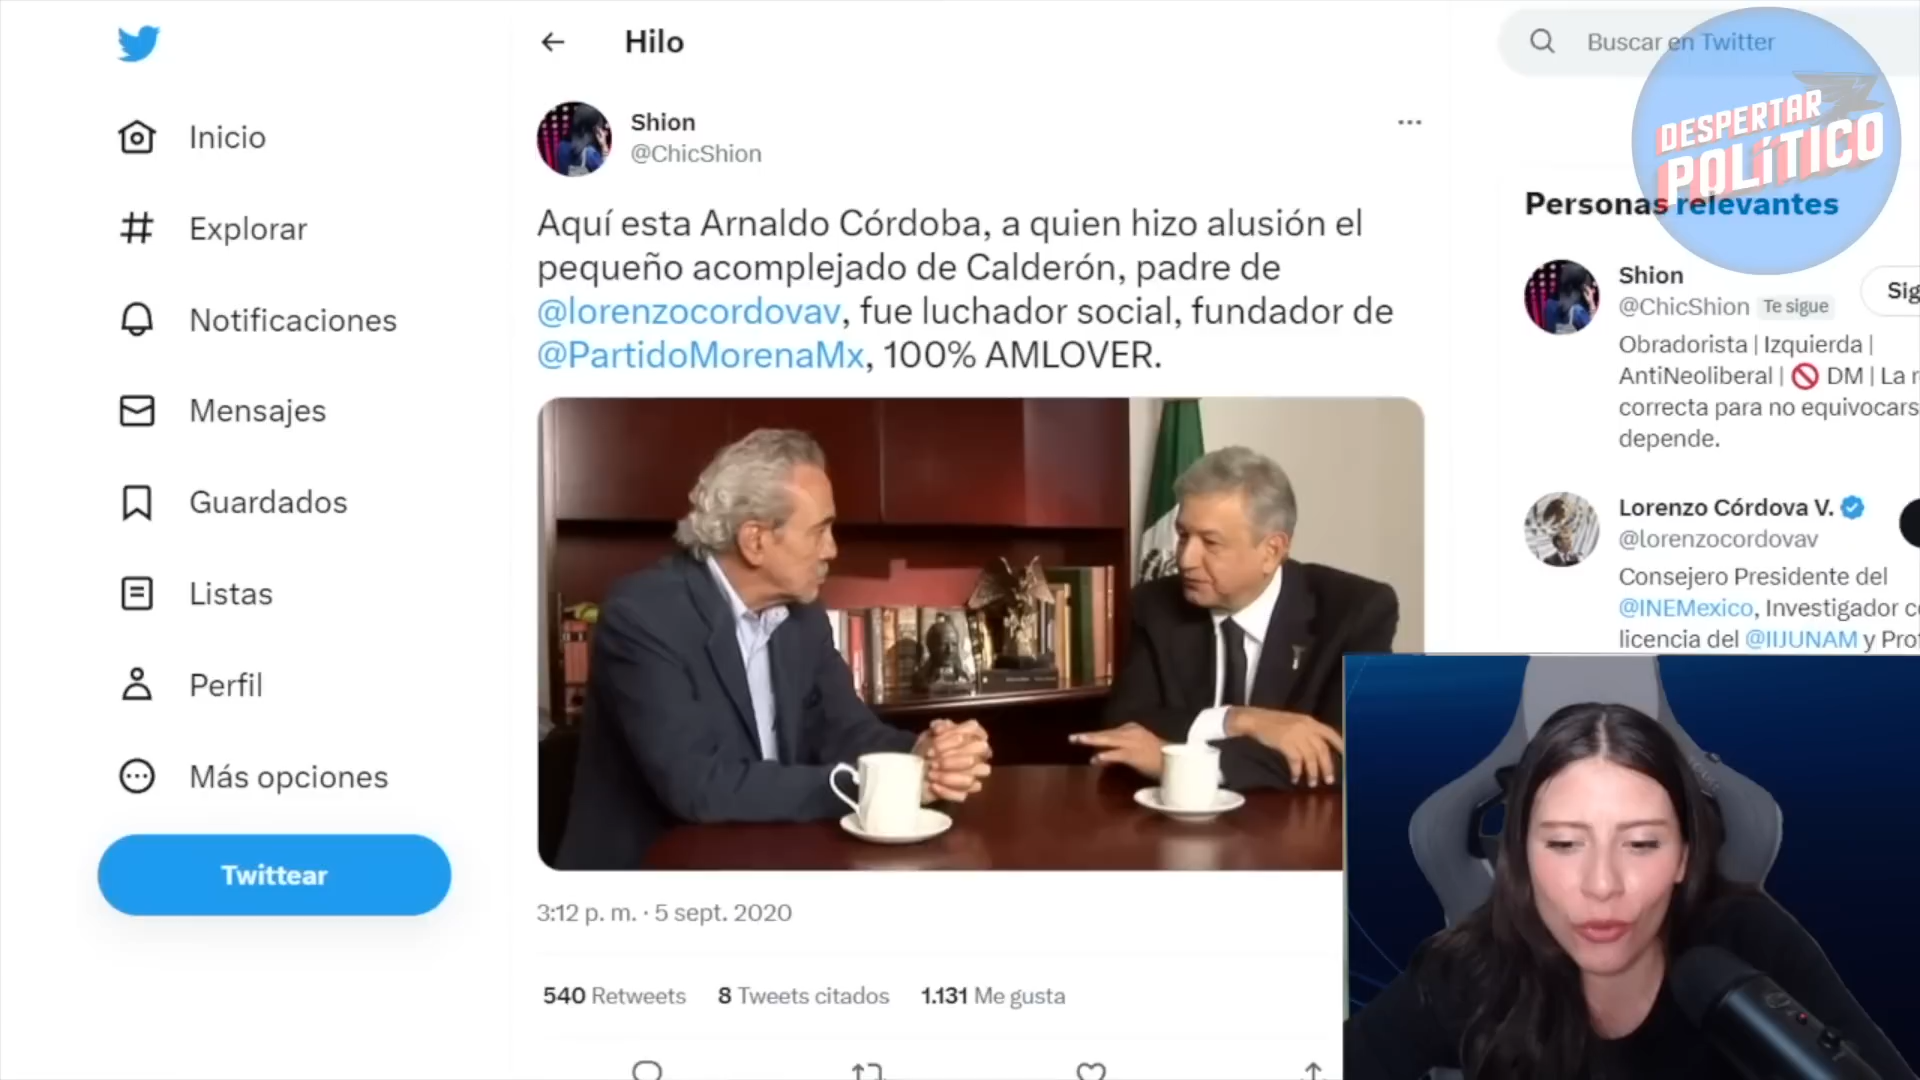 Hilo
Buscar en Twitter
DESPERTAR
POLÍTICO
Inicio
Explorar
Notificaciones
Mensajes
Guardados
Listas
Perfil
Más opciones
Twittear
Shion
@ChicShion
Aquí esta Arnaldo Córdoba, a quien hizo alusión el
pequeño acomplejado de Calderón, padre de
@lorenzocordovav, fue luchador social, fundador de
@PartidoMorenaMx, 100% AMLOVER.
3:12 p. m. · 5 sept. 2020
540 Retweets 8 Tweets citados 1.131 Me gusta
Personas relevantes
Shion
@ChicShion Te sigue
Sig
Obradorista | Izquierda |
AntiNeoliberal | 🚫 DM | La r
correcta para no equivocars
depende.
Lorenzo Córdova V.
@lorenzocordovav
Consejero Presidente del
@INEMexico, Investigador c
licencia del @IIJUNAM y Prof